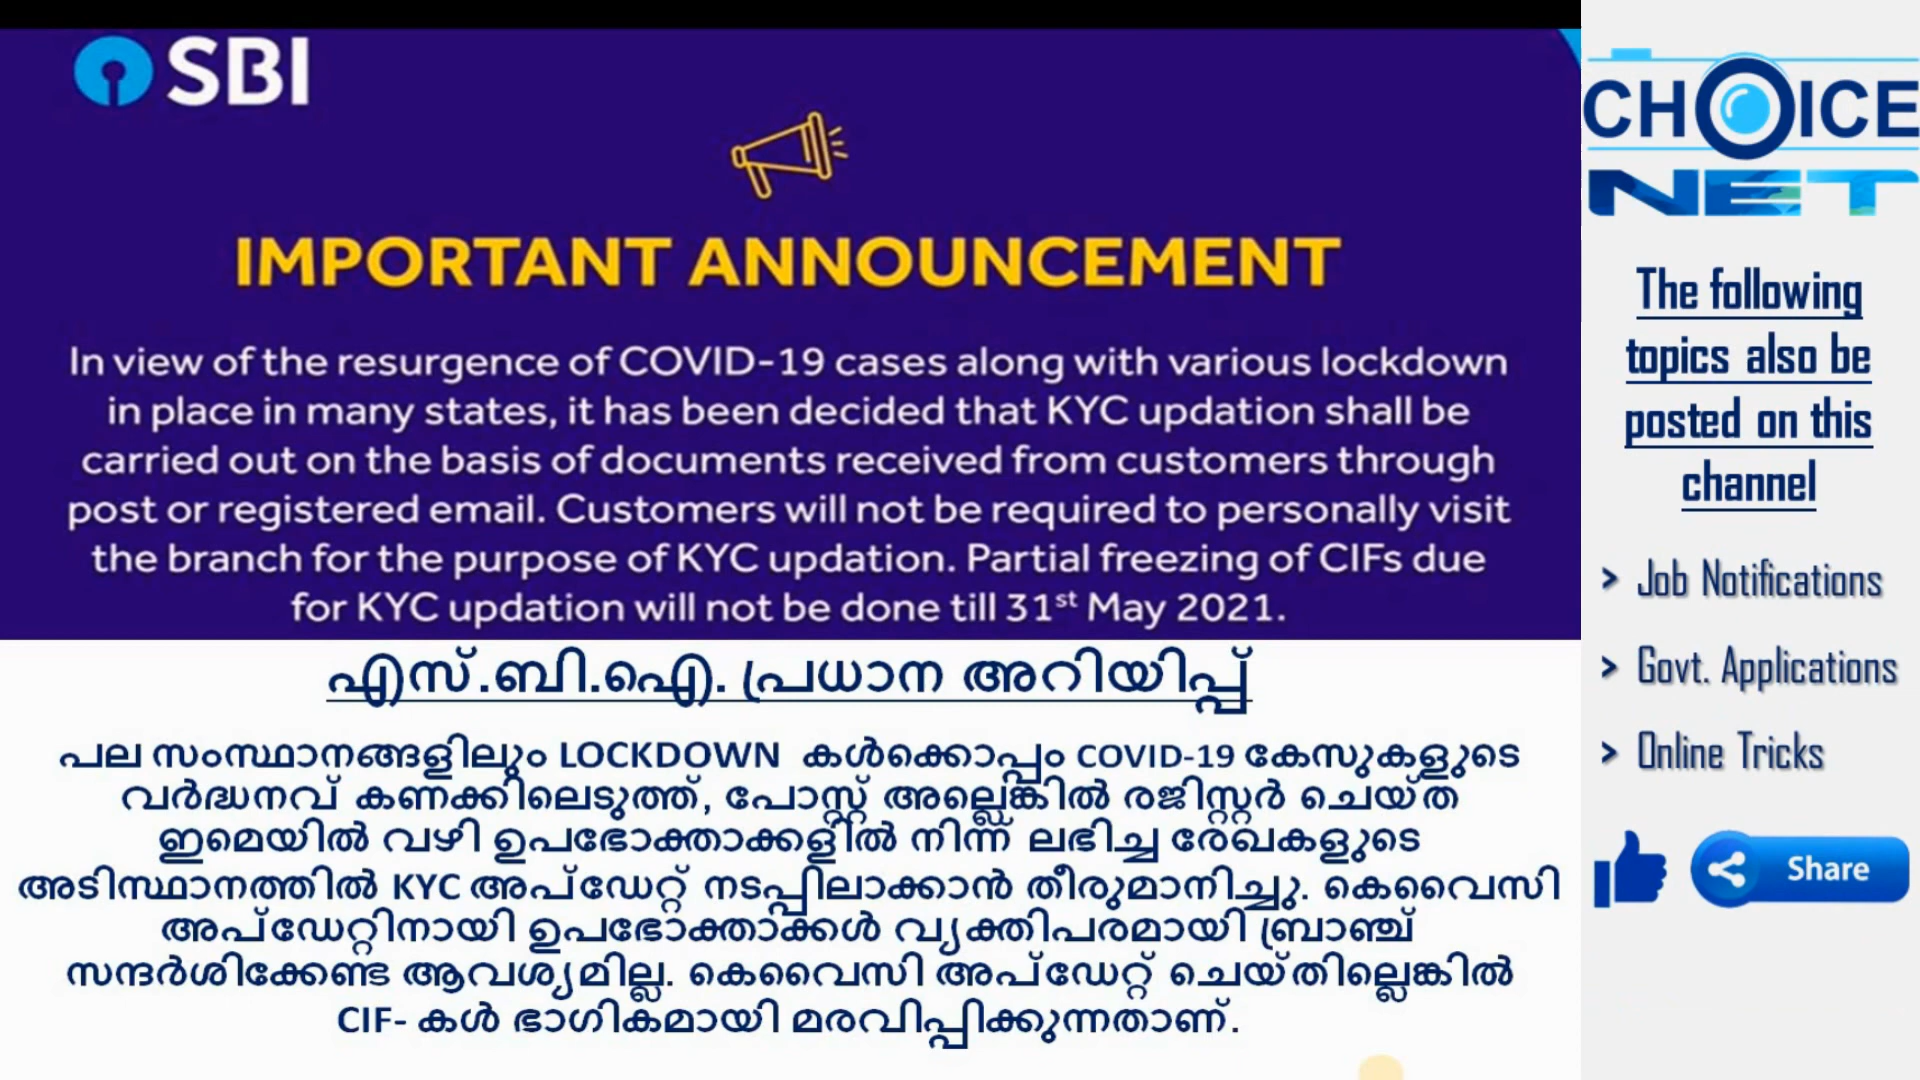 SBI
IMPORTANT ANNOUNCEMENT
In view of the resurgence of COVID-19 cases along with various lockdown
in place in many states, it has been decided that KYC updation shall be
carried out on the basis of documents received from customers through
post or registered email. Customers will not be required to personally visit
the branch for the purpose of KYC updation. Partial freezing of CIFs due
for KYC updation will not be done till 31st May 2021.
എസ്.ബി.ഐ. പ്രധാന അറിയിപ്പ്
പല സംസ്ഥാനങ്ങളിലും LOCKDOWN കൾക്കൊപ്പം COVID-19 കേസുകളുടെ
വർദ്ധനവ് കണക്കിലെടുത്ത്, പോസ്റ്റ് അല്ലെങ്കിൽ രജിസ്റ്റർ ചെയ്ത
ഇമെയിൽ വഴി ഉപഭോക്താക്കളിൽ നിന്ന് ലഭിച്ച രേഖകളുടെ
അടിസ്ഥാനത്തിൽ KYC അപ്ഡേറ്റ് നടപ്പിലാക്കാൻ തീരുമാനിച്ചു. കെവൈസി
അപ്ഡേറ്റിനായി ഉപഭോക്താക്കൾ വ്യക്തിപരമായി ബ്രാഞ്ച്
സന്ദർശിക്കേണ്ട ആവശ്യമില്ല. കെവൈസി അപ്ഡേറ്റ് ചെയ്തില്ലെങ്കിൽ
CIF- കൾ ഭാഗികമായി മരവിപ്പിക്കുന്നതാണ്.
CHOICE
NET
The following
topics also be
posted on this
channel
> Job Notifications
> Govt. Applications
> Online Tricks
Share